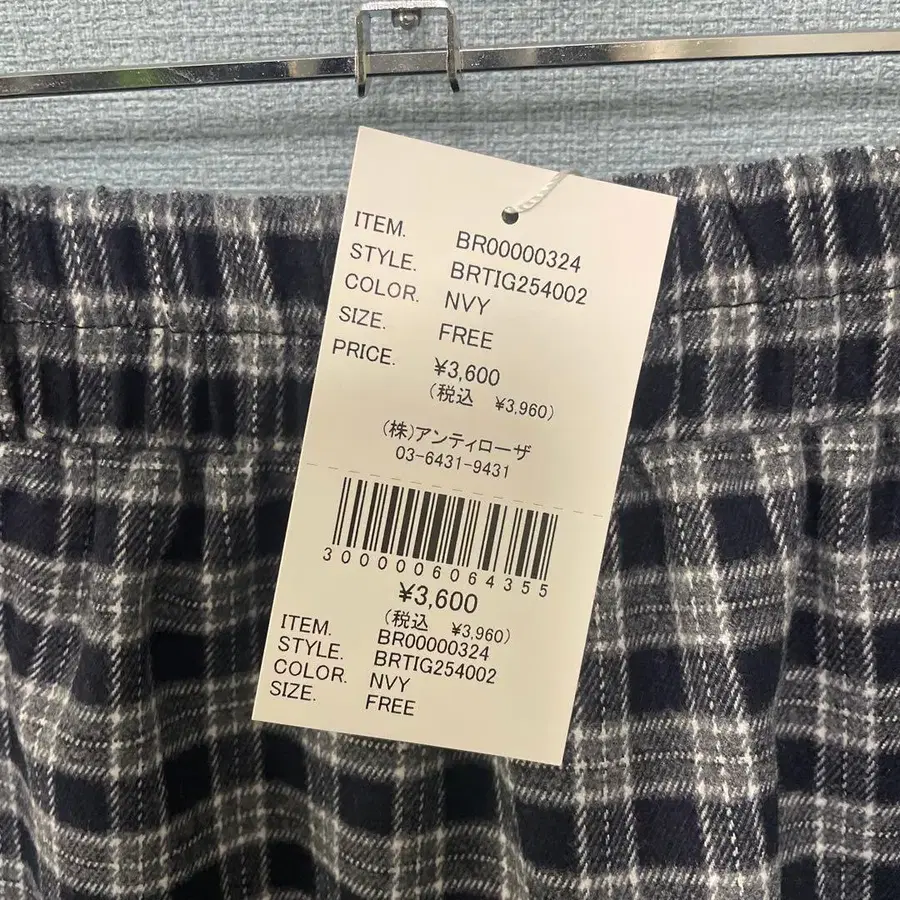 ITEM. BR00000324
STYLE. BRTIG254002
COLOR. NVY
SIZE. FREE
PRICE. ¥3,600
(税込 ¥3,960)
(株)アンティローザ
03-6431-9431
3000006064355
¥3,600
(税込 ¥3,960)
ITEM. BR00000324
STYLE. BRTIG254002
COLOR. NVY
SIZE. FREE